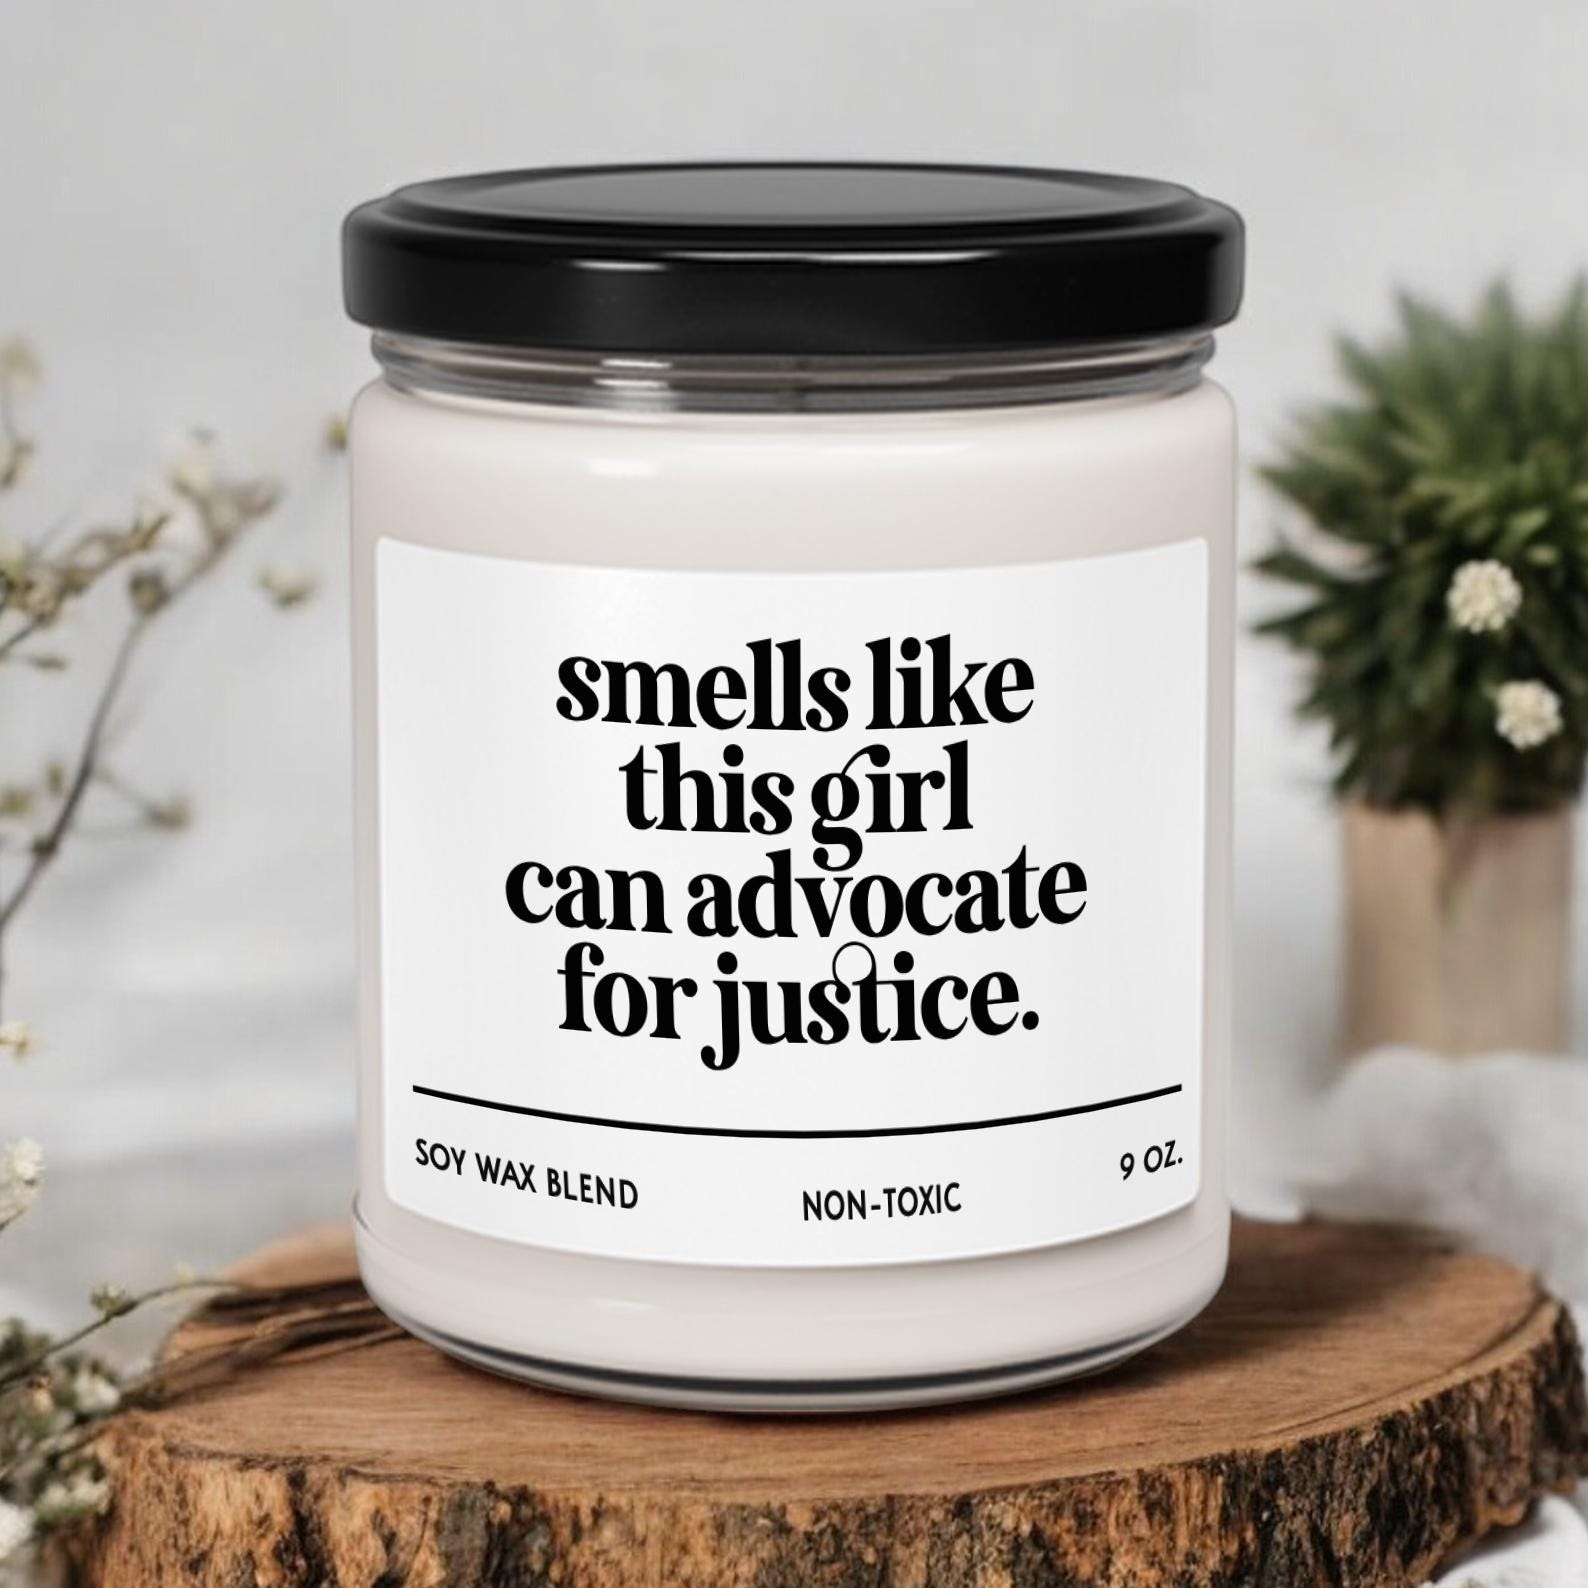 smells like
this girl
can advocate
for justice.
SOY WAX BLEND
NON-TOXIC
9 OZ.